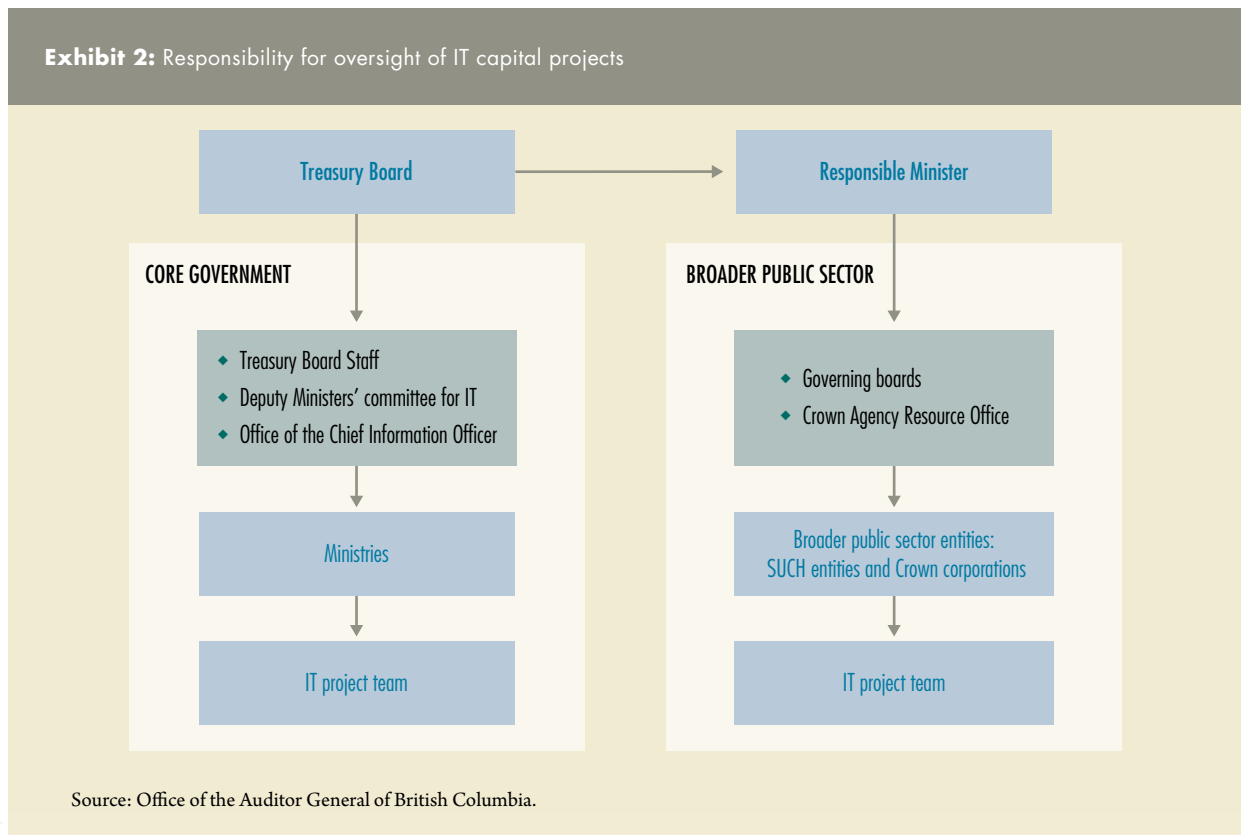 Exhibit 2: Responsibility for oversight of IT capital projects
Treasury Board
Responsible Minister
CORE GOVERNMENT
◆ Treasury Board Staff
◆ Deputy Ministers’ committee for IT
◆ Office of the Chief Information Officer
Ministries
IT project team
BROADER PUBLIC SECTOR
◆ Governing boards
◆ Crown Agency Resource Office
Broader public sector entities:
SUCH entities and Crown corporations
IT project team
Source: Office of the Auditor General of British Columbia.